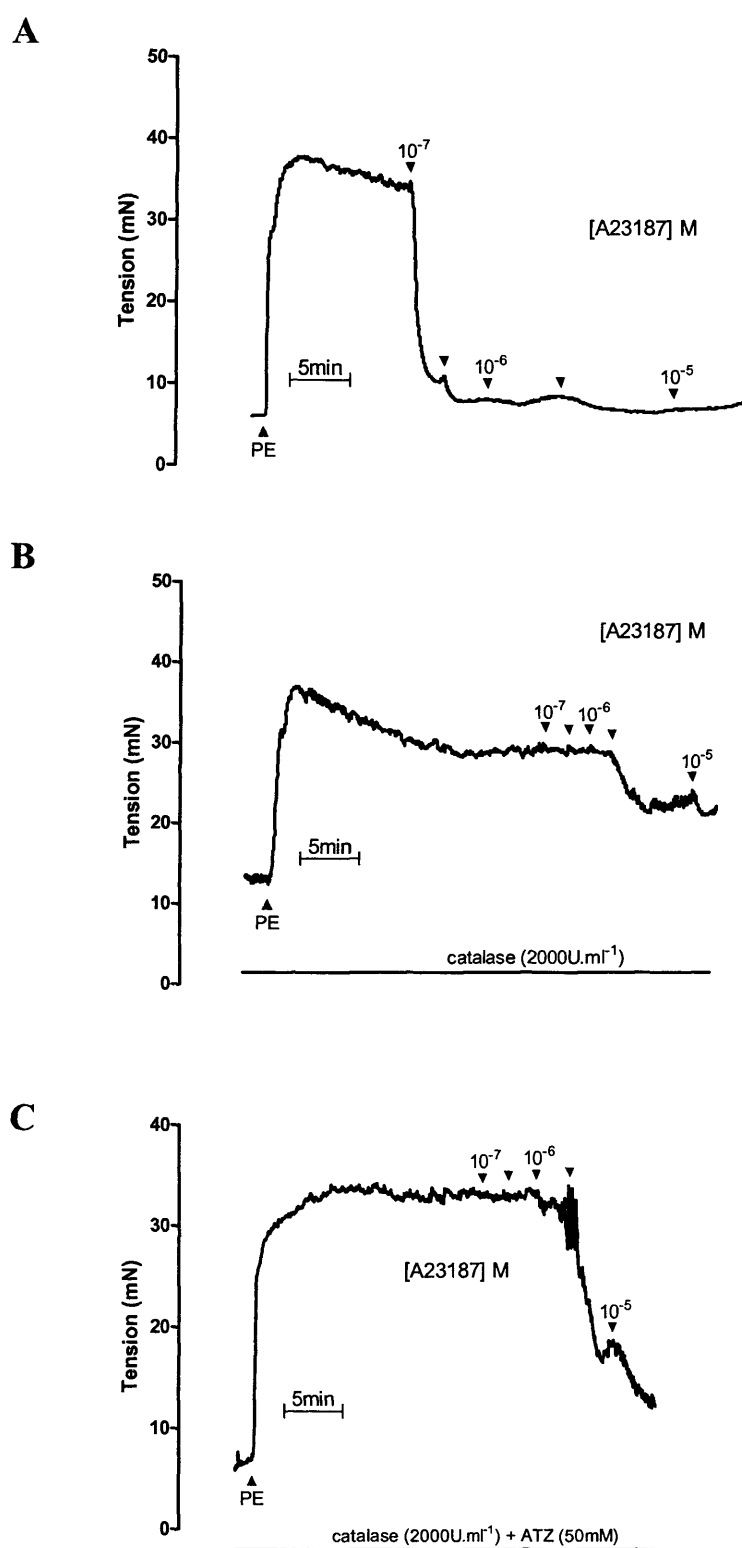 A
50
40
30
20
10
0
Tension (mN)
10⁻⁷
[A23187] M
5min
10⁻⁶
10⁻⁵
PE
B
50
40
30
20
10
0
Tension (mN)
[A23187] M
10⁻⁷
10⁻⁶
10⁻⁵
5min
PE
catalase (2000U.ml⁻¹)
C
40
30
20
10
0
Tension (mN)
10⁻⁷
10⁻⁶
[A23187] M
10⁻⁵
5min
PE
catalase (2000U.ml⁻¹) + ATZ (50mM)